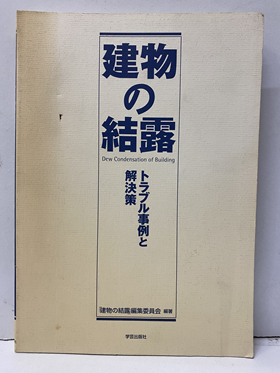 建物
の
結露
Dew Condensation of Building
トラブル事例と
解決策
「建物の結露」編集委員会 編著
学芸出版社